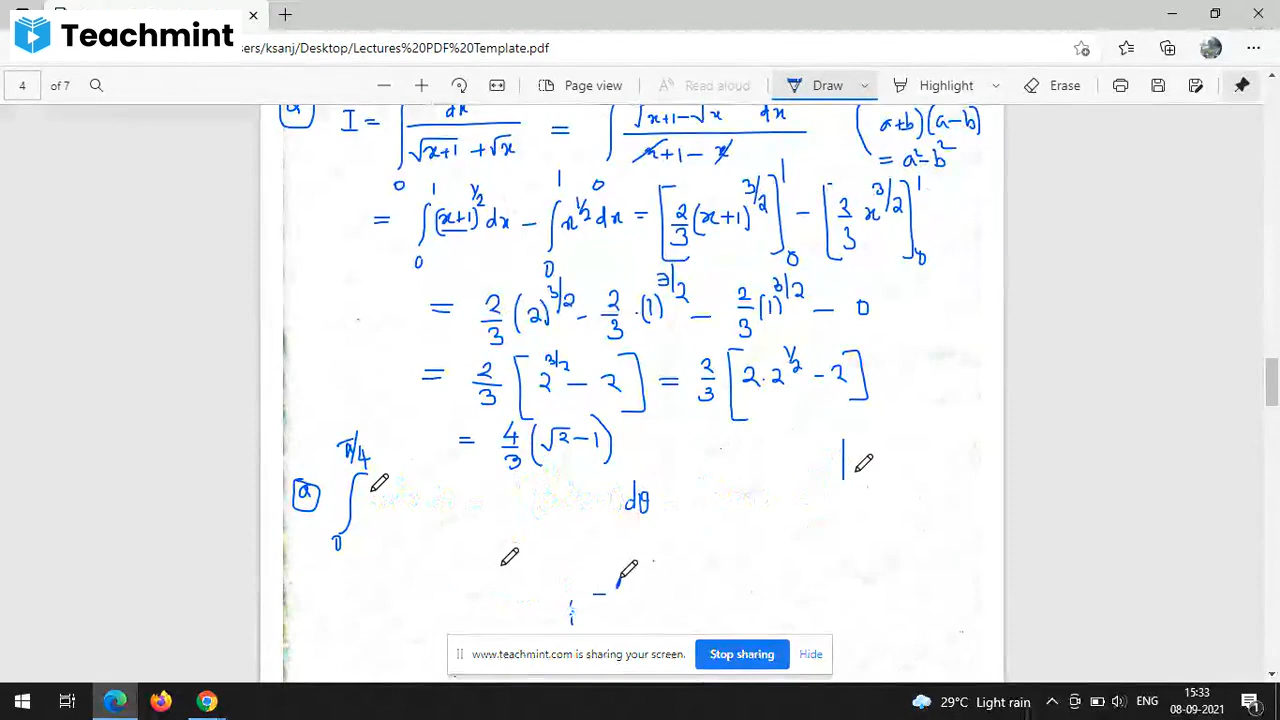 Teachmint
sers/ksanj/Desktop/Lectures%20PDF%20Template.pdf
4 of 7 Page view Read aloud Draw Highlight Erase
I = ∫ dx / (√x+1 + √x) = ∫₀¹ (√x+1 − √x dx) / (x+1 − x) (a+b)(a−b)
= a² − b²
= ∫₀¹ (x+1)^1/2 dx − ∫₀¹ x^1/2 dx = [2/3 (x+1)^3/2]₀¹ − [2/3 x^3/2]₀¹
= 2/3 (2)^3/2 − 2/3 · (1)^3/2 − 2/3 (1)^3/2 − 0
= 2/3 [2^3/2 − 2] = 2/3 [2·2^1/2 − 2]
= 4/3 (√2 − 1)
a ∫₀^π/4 dθ
www.teachmint.com is sharing your screen. Stop sharing Hide
29°C Light rain ENG 15:33
08-09-2021